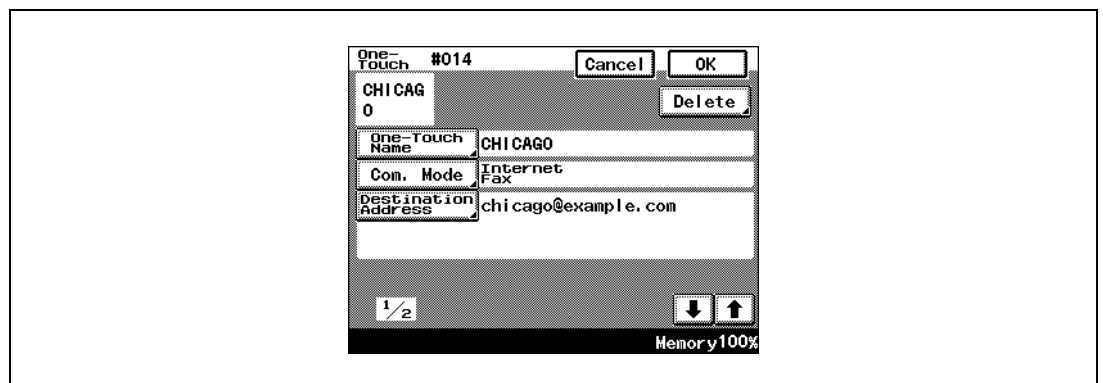 One-Touch #014 Cancel OK
CHICAG
O
Delete
One-Touch
Name CHICAGO
Com. Mode Internet
Fax
Destination
Address chicago@example.com
1/2
Memory100%